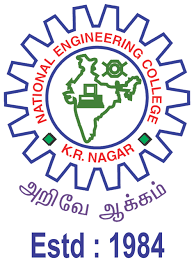 NATIONAL ENGINEERING COLLEGE
K.R. NAGAR
அறிவே ஆக்கம்
Estd : 1984